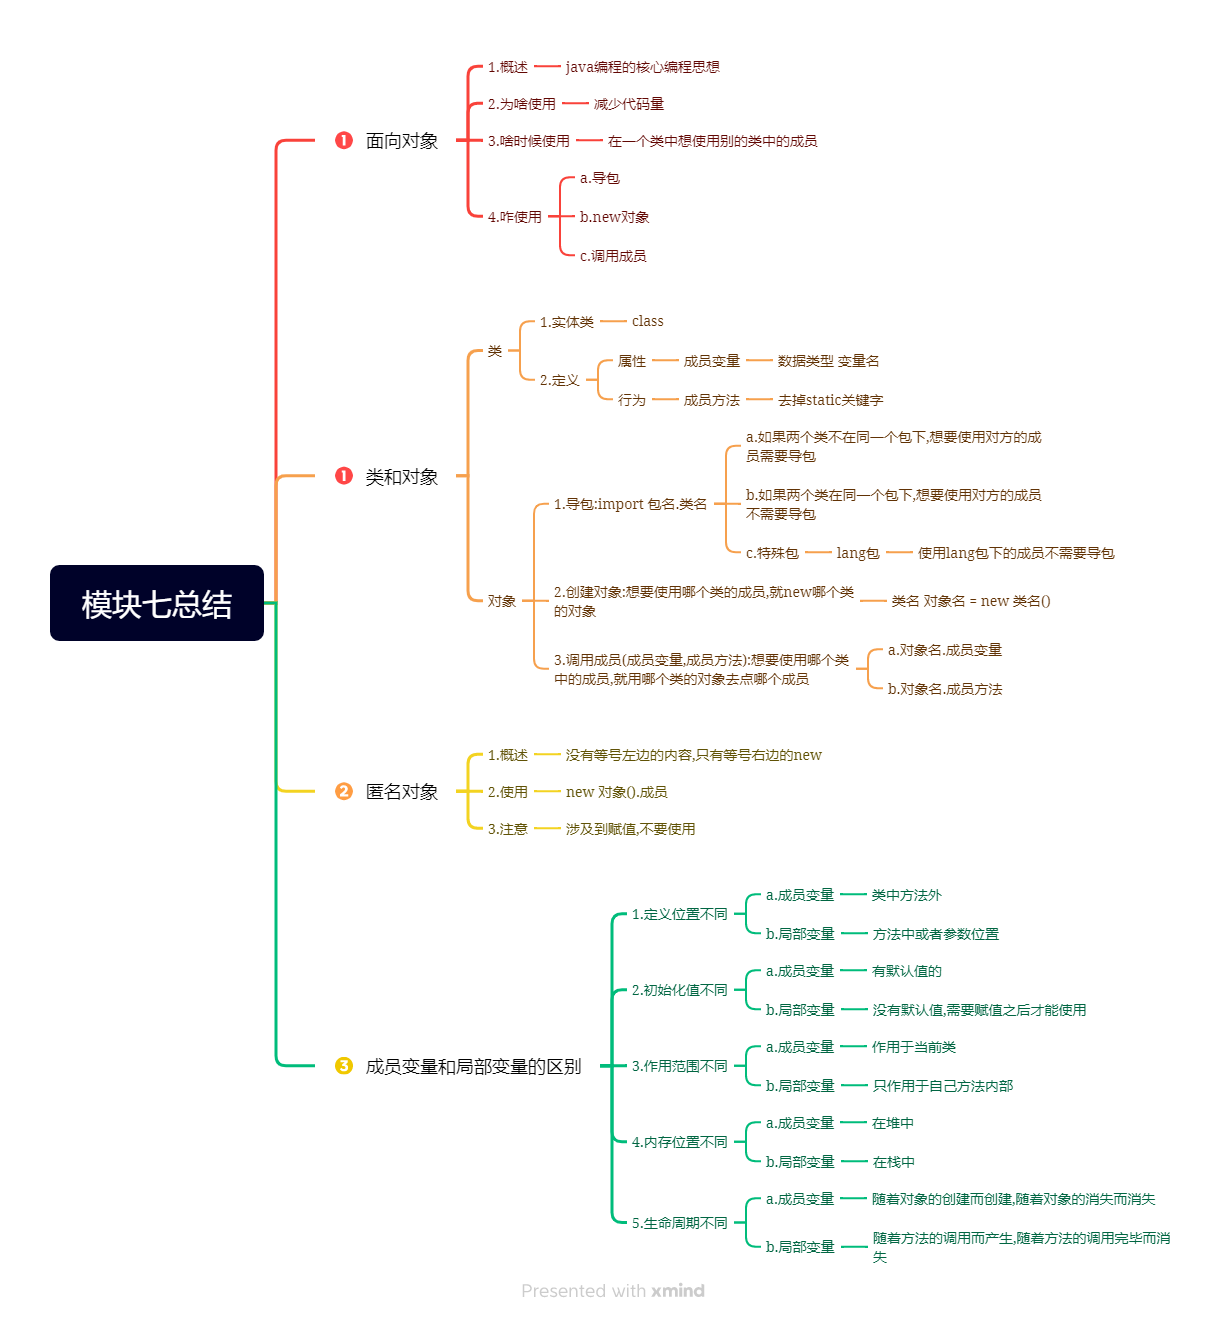 模块七总结
1 面向对象
1.概述
java编程的核心编程思想
2.为啥使用
减少代码量
3.啥时候使用
在一个类中想使用别的类中的成员
4.咋使用
a.导包
b.new对象
c.调用成员
1 类和对象
类
1.实体类
class
2.定义
属性
成员变量
数据类型 变量名
行为
成员方法
去掉static关键字
对象
1.导包:import 包名.类名
a.如果两个类不在同一个包下,想要使用对方的成
员需要导包
b.如果两个类在同一个包下,想要使用对方的成员
不需要导包
c.特殊包
lang包
使用lang包下的成员不需要导包
2.创建对象:想要使用哪个类的成员,就new哪个类
的对象
类名 对象名 = new 类名()
3.调用成员(成员变量,成员方法):想要使用哪个类
中的成员,就用哪个类的对象去点哪个成员
a.对象名.成员变量
b.对象名.成员方法
2 匿名对象
1.概述
没有等号左边的内容,只有等号右边的new
2.使用
new 对象().成员
3.注意
涉及到赋值,不要使用
3 成员变量和局部变量的区别
1.定义位置不同
a.成员变量
类中方法外
b.局部变量
方法中或者参数位置
2.初始化值不同
a.成员变量
有默认值的
b.局部变量
没有默认值,需要赋值之后才能使用
3.作用范围不同
a.成员变量
作用于当前类
b.局部变量
只作用于自己方法内部
4.内存位置不同
a.成员变量
在堆中
b.局部变量
在栈中
5.生命周期不同
a.成员变量
随着对象的创建而创建,随着对象的消失而消失
b.局部变量
随着方法的调用而产生,随着方法的调用完毕而消
失
Presented with xmind